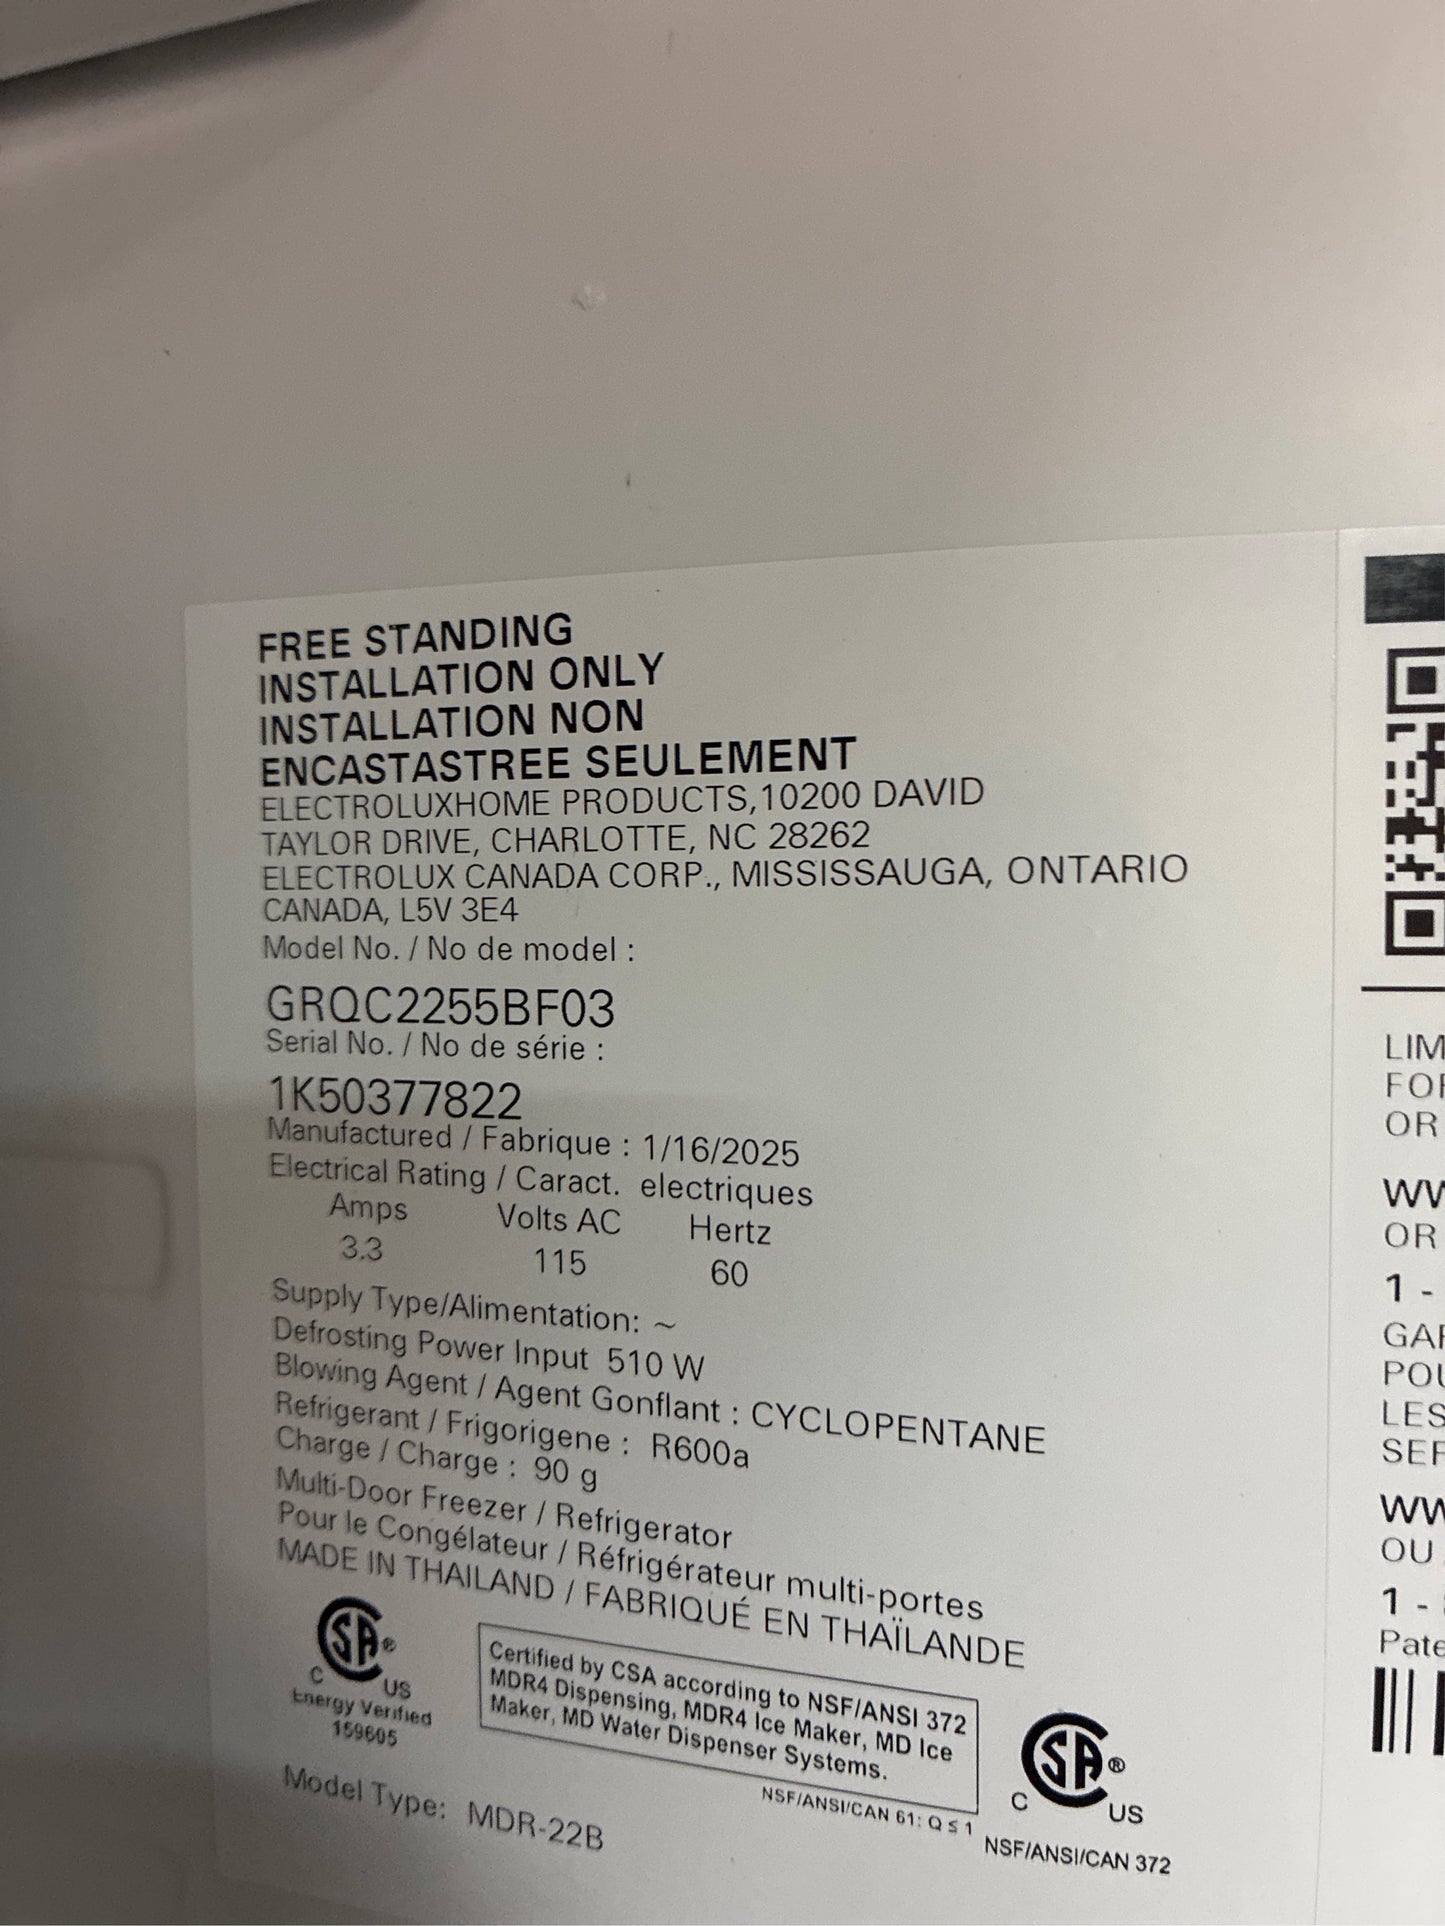 FREE STANDING
INSTALLATION ONLY
INSTALLATION NON
ENCASTASTREE SEULEMENT
ELECTROLUXHOME PRODUCTS,10200 DAVID
TAYLOR DRIVE, CHARLOTTE, NC 28262
ELECTROLUX CANADA CORP., MISSISSAUGA, ONTARIO
CANADA, L5V 3E4
Model No. / No de model :
GRQC2255BF03
Serial No. / No de série :
1K50377822
Manufactured / Fabrique : 1/16/2025
Electrical Rating / Caract. electriques
Amps Volts AC Hertz
3.3 115 60
Supply Type/Alimentation: ~
Defrosting Power Input 510 W
Blowing Agent / Agent Gonflant : CYCLOPENTANE
Refrigerant / Frigorigene : R600a
Charge / Charge : 90 g
Multi-Door Freezer / Refrigerator
Pour le Congélateur / Réfrigérateur multi-portes
MADE IN THAILAND / FABRIQUÉ EN THAÏLANDE
SA®
C US
Energy Verified
159605
Certified by CSA according to NSF/ANSI 372
MDR4 Dispensing, MDR4 Ice Maker, MD Ice
Maker, MD Water Dispenser Systems.
NSF/ANSI/CAN 61: Q ≤ 1
SA®
C US
NSF/ANSI/CAN 372
Model Type: MDR-22B
OR
OR
1 -
OU
1 -